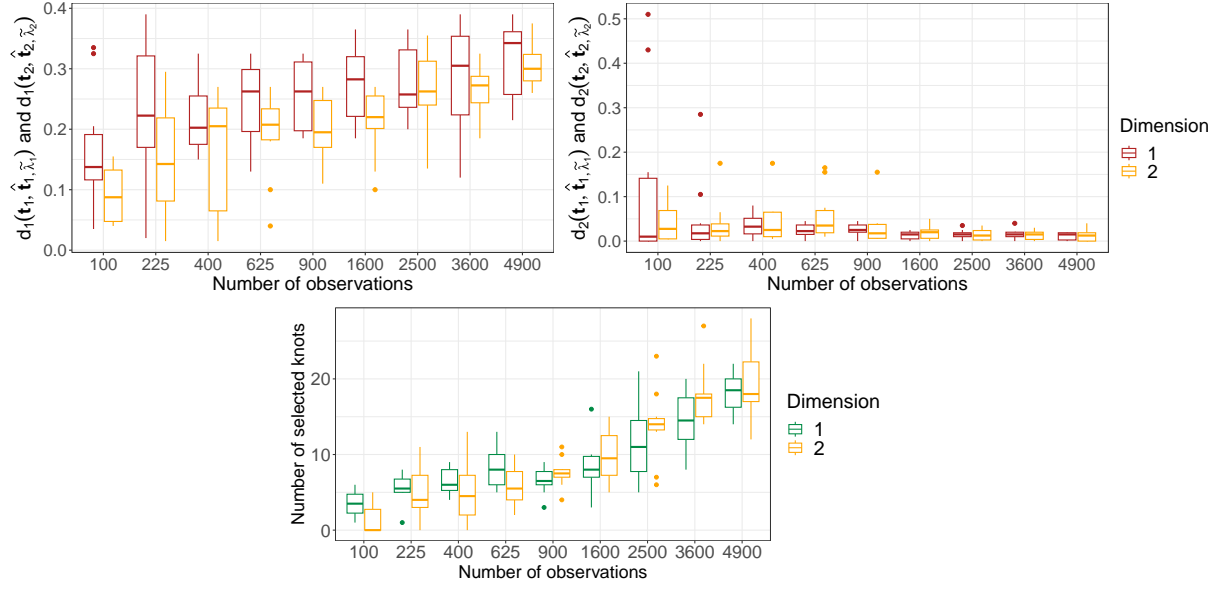 d₁(t₁, t̂₁,λ̃₁) and d₁(t₂, t̂₂,λ̃₂)
0.4
0.3
0.2
0.1
0.0
100 225 400 625 900 1600 2500 3600 4900
Number of observations
d₂(t₁, t̂₁,λ̃₁) and d₂(t₂, t̂₂,λ̃₂)
0.5
0.4
0.3
0.2
0.1
0.0
100 225 400 625 900 1600 2500 3600 4900
Number of observations
Dimension
1
2
Number of selected knots
20
10
0
100 225 400 625 900 1600 2500 3600 4900
Number of observations
Dimension
1
2